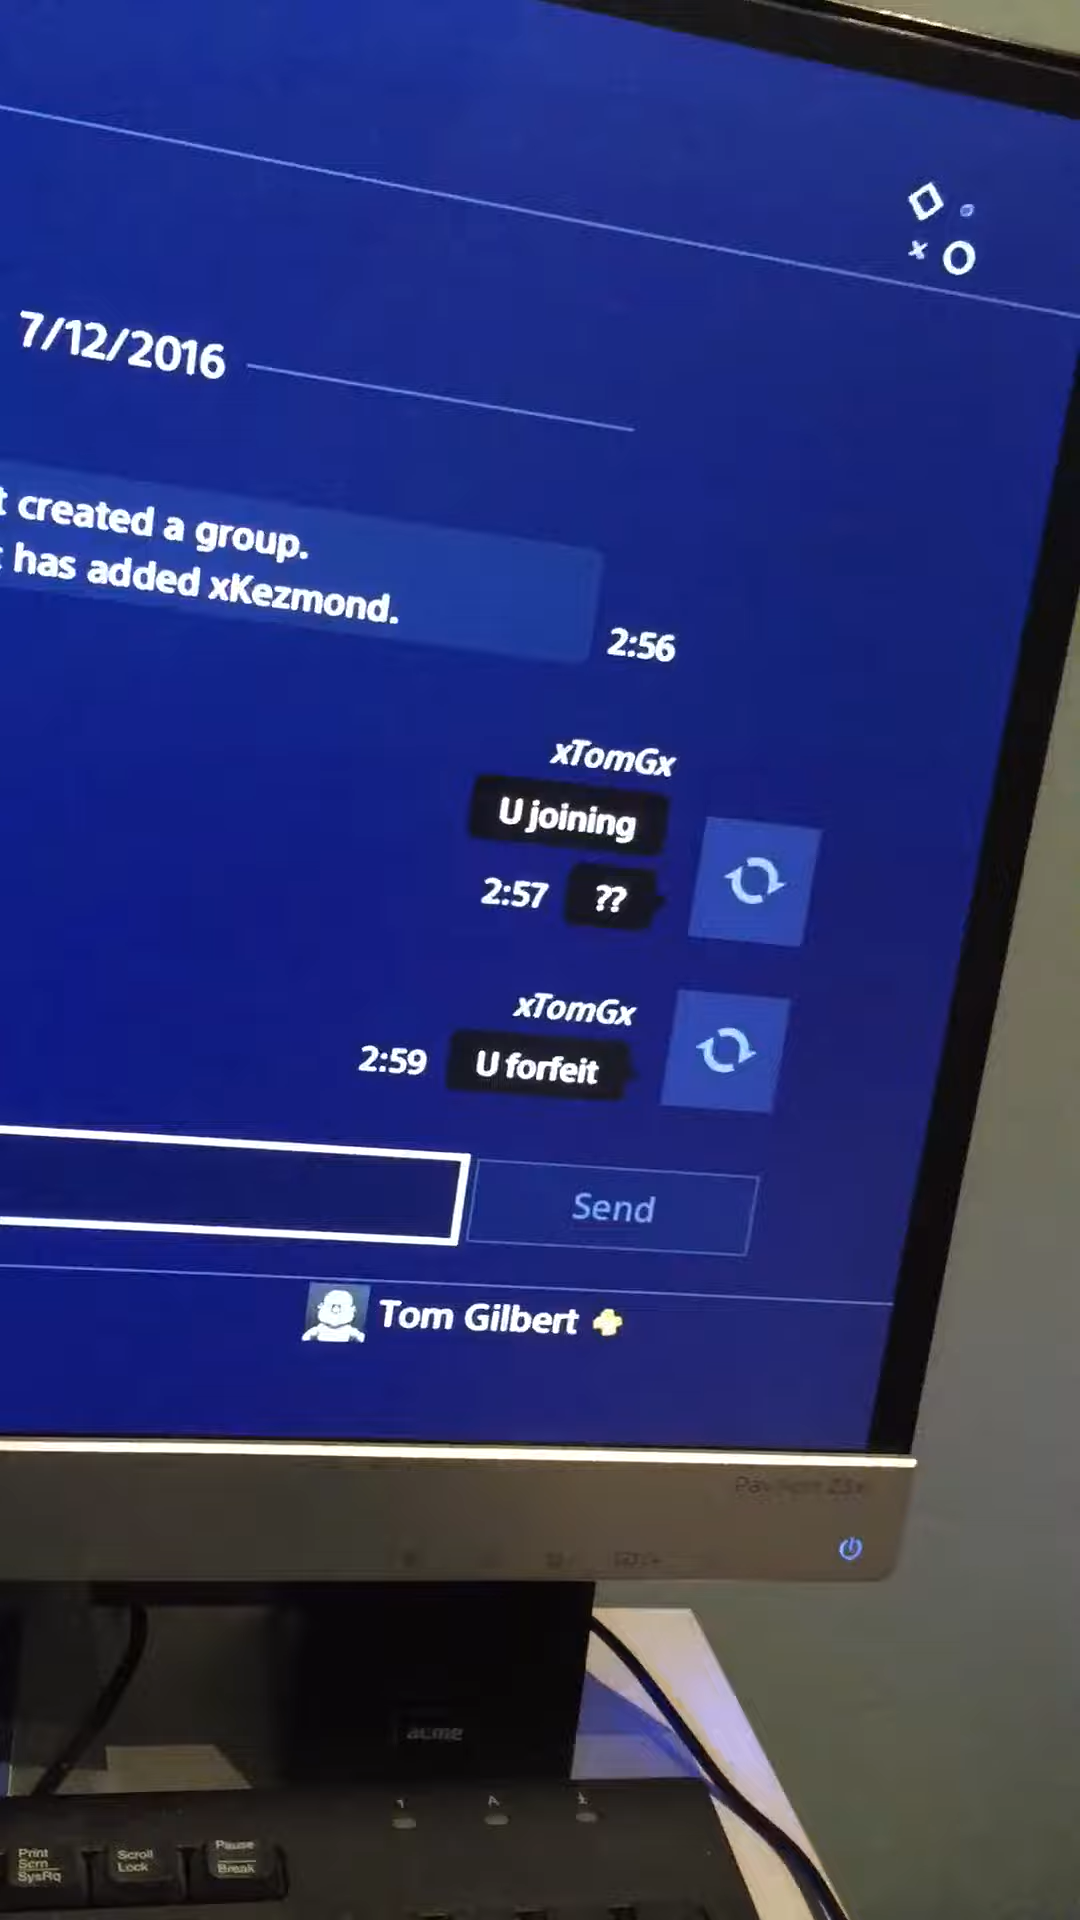 7/12/2016
created a group.
has added xKezmond.
2:56
xTomGx
U joining
2:57 ??
xTomGx
2:59 U forfeit
Send
Tom Gilbert
acme
A
Print Scrn SysRq
Scroll Lock
Pause Break